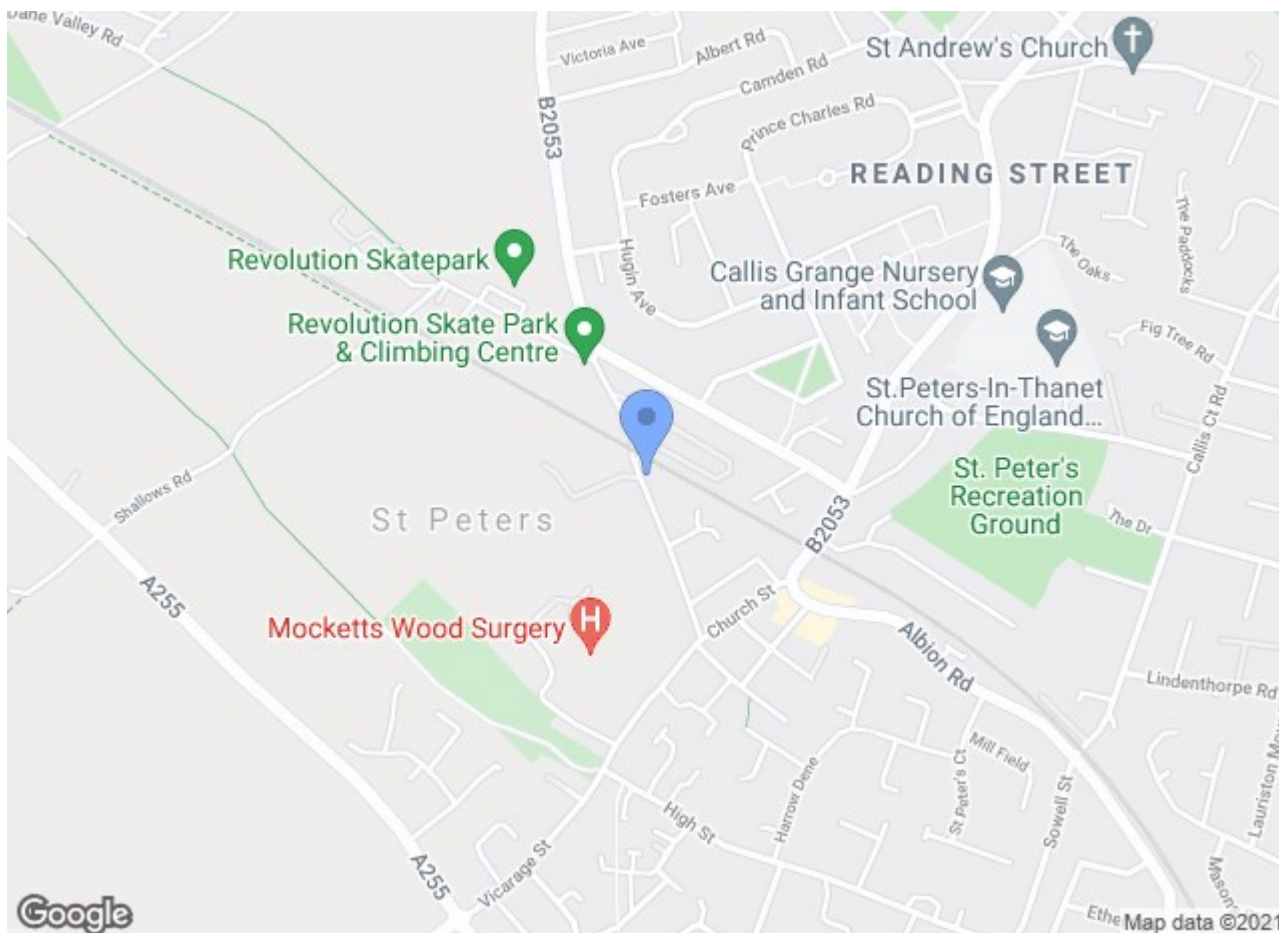 Dane Valley Rd
Victoria Ave
Albert Rd
St Andrew's Church
Camden Rd
B2053
Prince Charles Rd
READING STREET
Fosters Ave
The Paddocks
Revolution Skatepark
Hugin Ave
Callis Grange Nursery
and Infant School
The Oaks
Revolution Skate Park
& Climbing Centre
Fig Tree Rd
St.Peters-In-Thanet
Church of England...
Callis Ct Rd
St. Peter's
Recreation
Ground
Shallows Rd
St Peters
B2053
The Dr
A255
Church St
Mocketts Wood Surgery
Albion Rd
Lindenthorpe Rd
Mill Field
St Peter's Ct
Harrow Dene
Sowell St
Lauriston Mo
High St
A255
Vicarage St
Masons
Ethe
Google
Map data ©2021